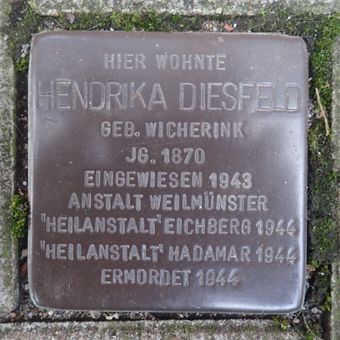 HIER WOHNTE
HENDRIKA DIESFELD
GEB. WICHERINK
JG. 1870
EINGEWIESEN 1943
ANSTALT WEILMÜNSTER
'HEILANSTALT' EICHBERG 1944
'HEILANSTALT' HADAMAR 1944
ERMORDET 1944